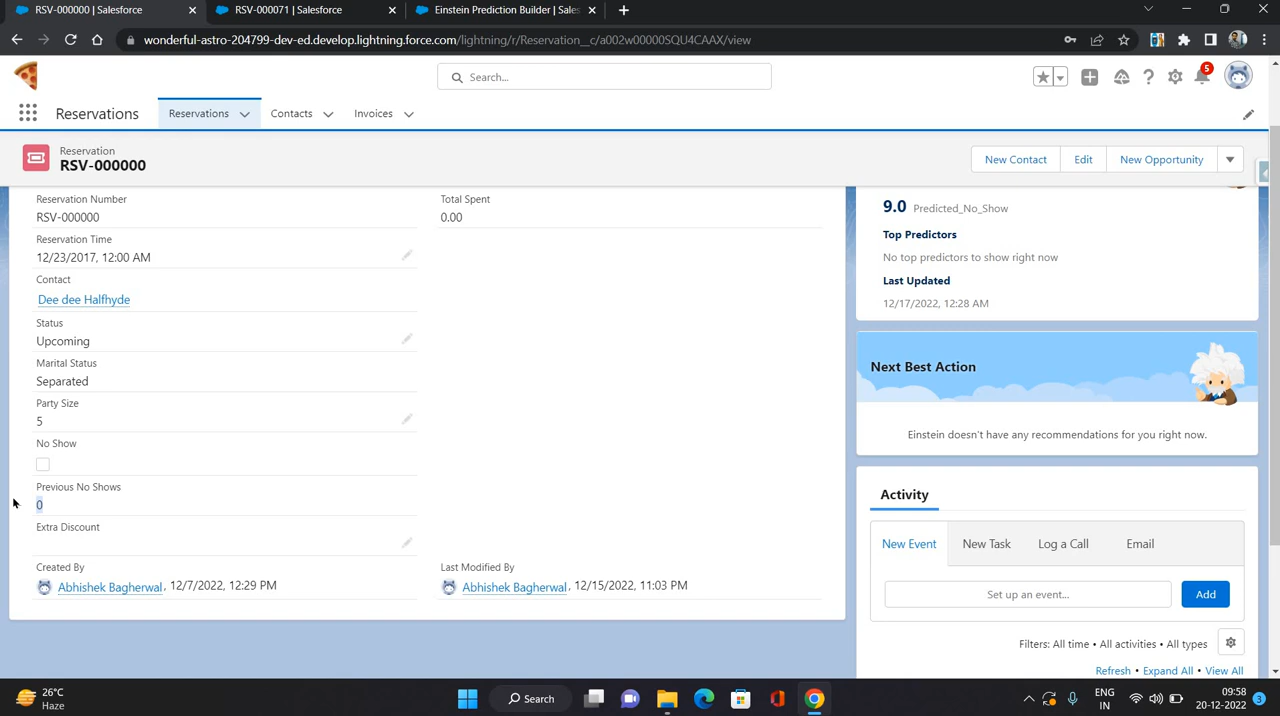 RSV-000000 | Salesforce
RSV-000071 | Salesforce
Einstein Prediction Builder | Sales
wonderful-astro-204799-dev-ed.develop.lightning.force.com/lightning/r/Reservation__c/a002w00000SQU4CAAX/view
Search...
5
Reservations
Reservations
Contacts
Invoices
Reservation
RSV-000000
New Contact
Edit
New Opportunity
Reservation Number
RSV-000000
Total Spent
0.00
Reservation Time
12/23/2017, 12:00 AM
Contact
Dee dee Halfhyde
Status
Upcoming
Marital Status
Separated
Party Size
5
No Show
Previous No Shows
0
Extra Discount
Created By
Abhishek Bagherwal, 12/7/2022, 12:29 PM
Last Modified By
Abhishek Bagherwal, 12/15/2022, 11:03 PM
9.0 Predicted_No_Show
Top Predictors
No top predictors to show right now
Last Updated
12/17/2022, 12:28 AM
Next Best Action
Einstein doesn't have any recommendations for you right now.
Activity
New Event
New Task
Log a Call
Email
Set up an event...
Add
Filters: All time • All activities • All types
Refresh • Expand All • View All
26°C
Haze
Search
ENG
IN
09:58
20-12-2022
3